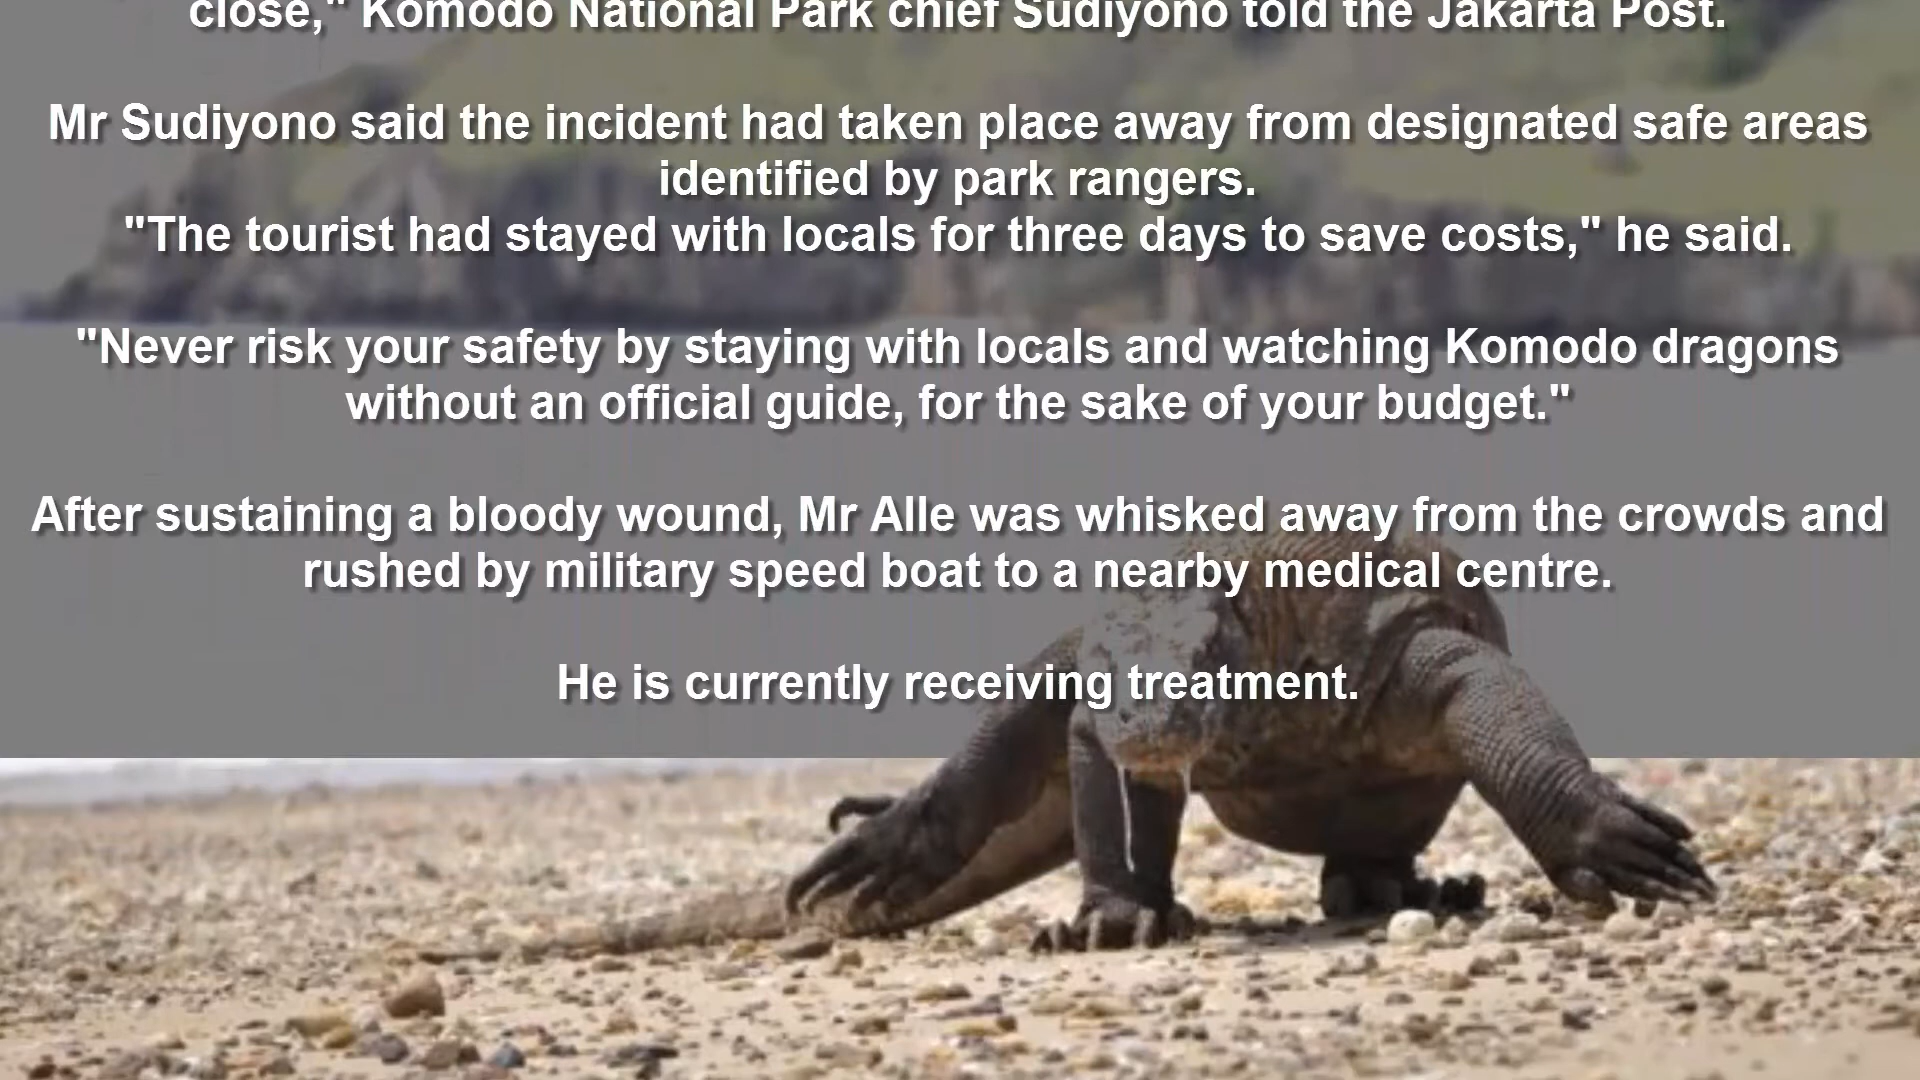 close," Komodo National Park chief Sudiyono told the Jakarta Post.
Mr Sudiyono said the incident had taken place away from designated safe areas
identified by park rangers.
"The tourist had stayed with locals for three days to save costs," he said.
"Never risk your safety by staying with locals and watching Komodo dragons
without an official guide, for the sake of your budget."
After sustaining a bloody wound, Mr Alle was whisked away from the crowds and
rushed by military speed boat to a nearby medical centre.
He is currently receiving treatment.